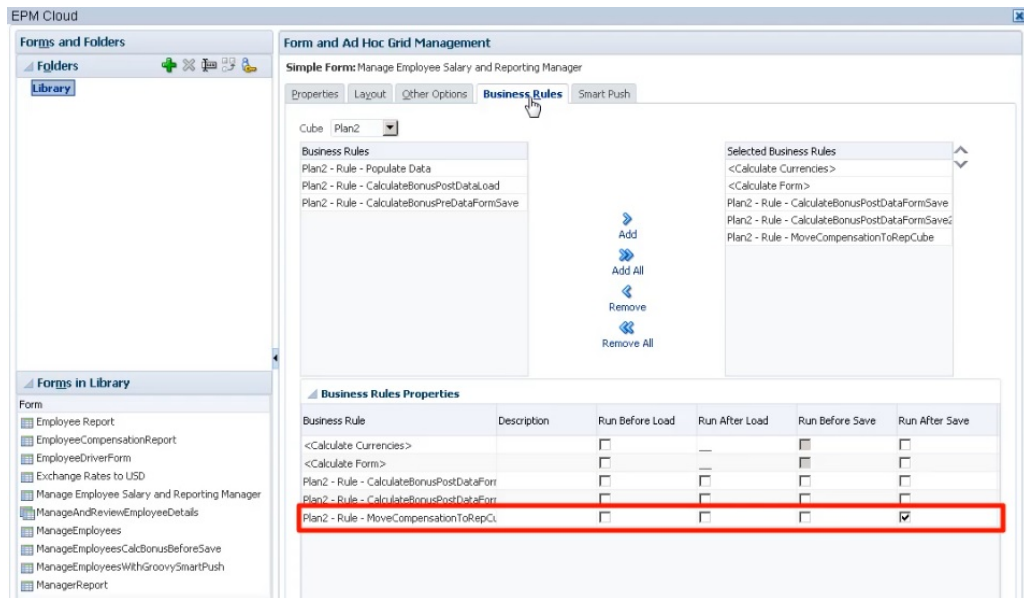 EPM Cloud
Forms and Folders
Folders
Library
Forms in Library
Form
Employee Report
EmployeeCompensationReport
EmployeeDriverForm
Exchange Rates to USD
Manage Employee Salary and Reporting Manager
ManageAndReviewEmployeeDetails
ManageEmployees
ManageEmployeesCalcBonusBeforeSave
ManageEmployeesWithGroovySmartPush
ManagerReport
Form and Ad Hoc Grid Management
Simple Form: Manage Employee Salary and Reporting Manager
Properties Layout Other Options Business Rules Smart Push
Cube Plan2
Business Rules
Plan2 - Rule - Populate Data
Plan2 - Rule - CalculateBonusPostDataLoad
Plan2 - Rule - CalculateBonusPreDataFormSave
Add
Add All
Remove
Remove All
Selected Business Rules
<Calculate Currencies>
<Calculate Form>
Plan2 - Rule - CalculateBonusPostDataFormSave
Plan2 - Rule - CalculateBonusPostDataFormSave2
Plan2 - Rule - MoveCompensationToRepCube
Business Rules Properties
Business Rule Description Run Before Load Run After Load Run Before Save Run After Save
<Calculate Currencies>
<Calculate Form>
Plan2 - Rule - CalculateBonusPostDataForr
Plan2 - Rule - CalculateBonusPostDataForr
Plan2 - Rule - MoveCompensationToRepCu